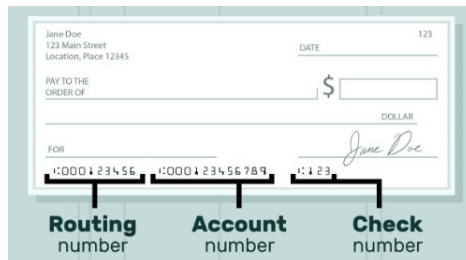 Jane Doe
123 Main Street
Location, Place 12345
123
DATE
PAY TO THE
ORDER OF
$
DOLLAR
FOR
Jane Doe
⑆000123456 ⑆000123456789 ⑆123
Routing number
Account number
Check number